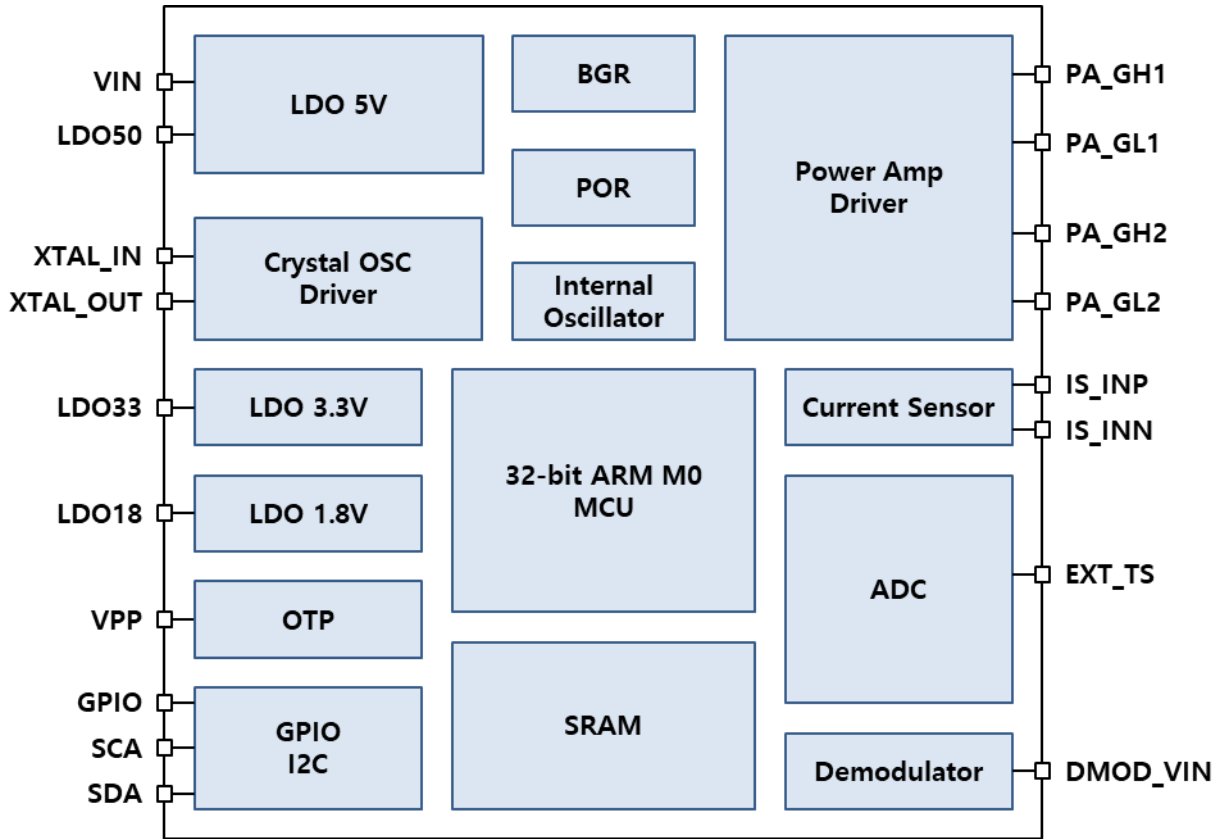 VIN
LDO50
XTAL_IN
XTAL_OUT
LDO33
LDO18
VPP
GPIO
SCA
SDA
LDO 5V
Crystal OSC
Driver
LDO 3.3V
LDO 1.8V
OTP
GPIO
I2C
BGR
POR
Internal
Oscillator
32-bit ARM M0
MCU
SRAM
Power Amp
Driver
Current Sensor
ADC
Demodulator
PA_GH1
PA_GL1
PA_GH2
PA_GL2
IS_INP
IS_INN
EXT_TS
DMOD_VIN